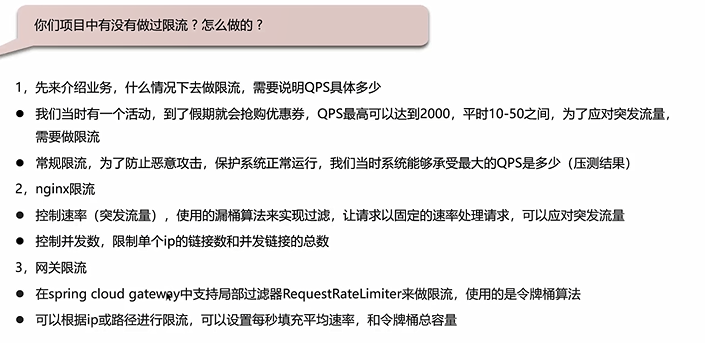 你们项目中有没有做过限流？怎么做的？
1，先来介绍业务，什么情况下去做限流，需要说明QPS具体多少
● 我们当时有一个活动，到了假期就会抢购优惠券，QPS最高可以达到2000，平时10-50之间，为了应对突发流量，
需要做限流
● 常规限流，为了防止恶意攻击，保护系统正常运行，我们当时系统能够承受最大的QPS是多少（压测结果）
2，nginx限流
● 控制速率（突发流量），使用的漏桶算法来实现过滤，让请求以固定的速率处理请求，可以应对突发流量
● 控制并发数，限制单个ip的链接数和并发链接的总数
3，网关限流
● 在spring cloud gateway中支持局部过滤器RequestRateLimiter来做限流，使用的是令牌桶算法
● 可以根据ip或路径进行限流，可以设置每秒填充平均速率，和令牌桶总容量